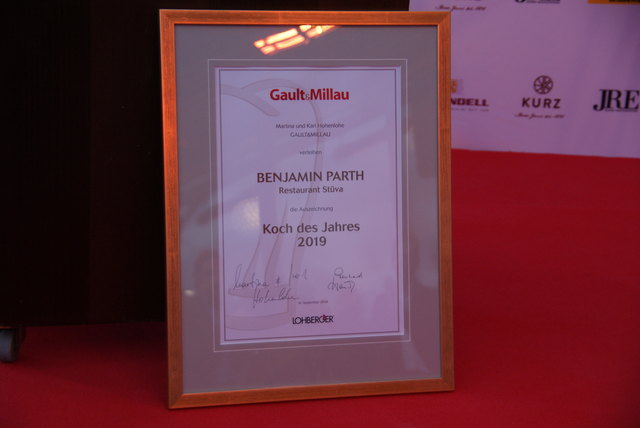 Gault&Millau
Martina und Karl Hohenlohe
GAULT&MILLAU
verleihen
BENJAMIN PARTH
Restaurant Stüva
die Auszeichnung
Koch des Jahres
2019
LOHBERGER
KURZ
JRE